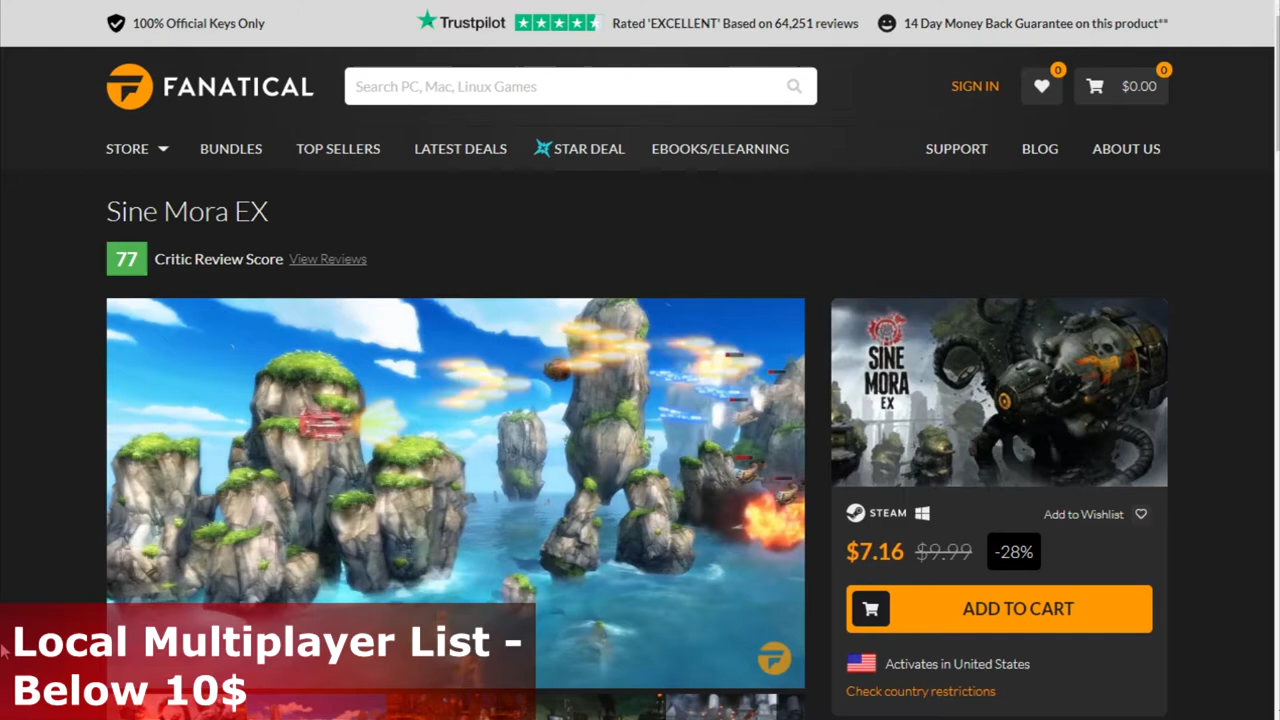 100% Official Keys Only
Trustpilot
Rated 'EXCELLENT' Based on 64,251 reviews
14 Day Money Back Guarantee on this product**
FANATICAL
Search PC, Mac, Linux Games
SIGN IN
0
0
$0.00
STORE
BUNDLES
TOP SELLERS
LATEST DEALS
STAR DEAL
EBOOKS/ELEARNING
SUPPORT
BLOG
ABOUT US
Sine Mora EX
77
Critic Review Score
View Reviews
SINE
MORA
EX
STEAM
Add to Wishlist
$7.16
$9.99
-28%
ADD TO CART
Activates in United States
Check country restrictions
Local Multiplayer List -
Below 10$